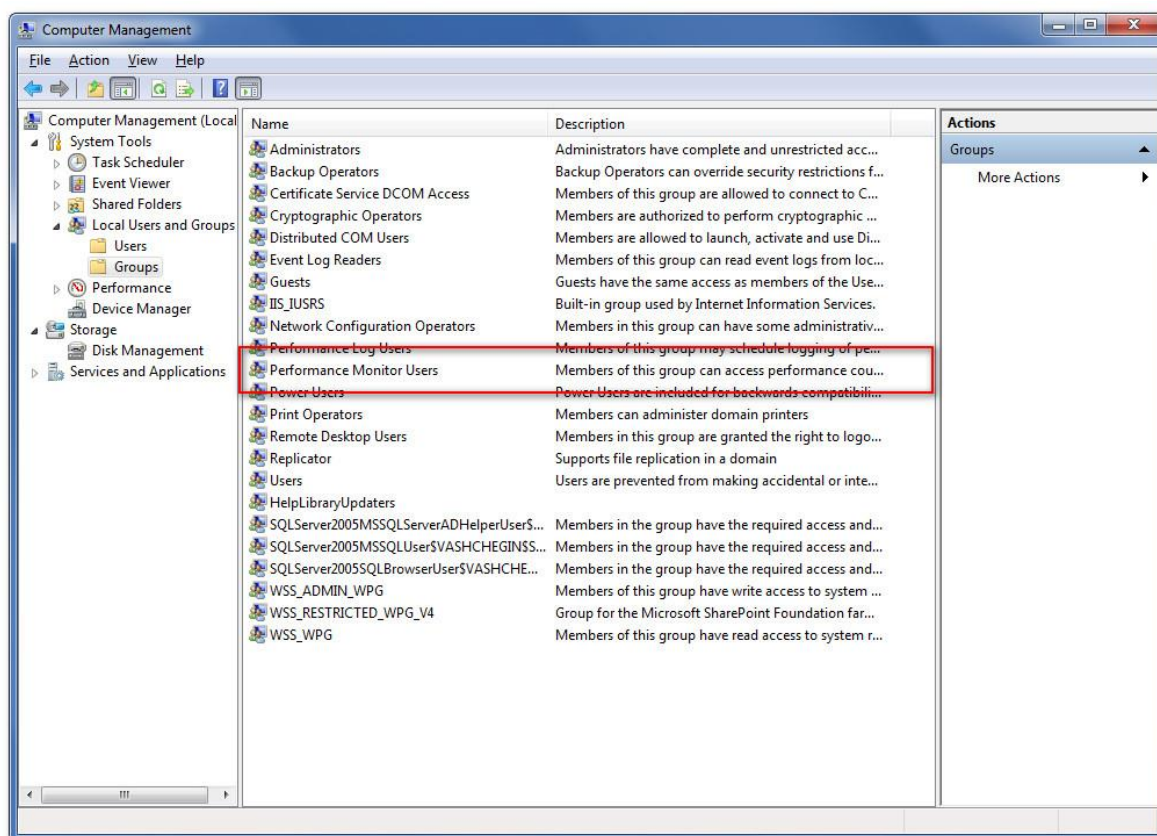 Computer Management
File Action View Help
Computer Management (Local
System Tools
Task Scheduler
Event Viewer
Shared Folders
Local Users and Groups
Users
Groups
Performance
Device Manager
Storage
Disk Management
Services and Applications
Name Description
Administrators Administrators have complete and unrestricted acc...
Backup Operators Backup Operators can override security restrictions f...
Certificate Service DCOM Access Members of this group are allowed to connect to C...
Cryptographic Operators Members are authorized to perform cryptographic ...
Distributed COM Users Members are allowed to launch, activate and use Di...
Event Log Readers Members of this group can read event logs from loc...
Guests Guests have the same access as members of the Use...
IIS_IUSRS Built-in group used by Internet Information Services.
Network Configuration Operators Members in this group can have some administrativ...
Performance Log Users Members of this group may schedule logging of pe...
Performance Monitor Users Members of this group can access performance cou...
Power Users Power Users are included for backwards compatibili...
Print Operators Members can administer domain printers
Remote Desktop Users Members in this group are granted the right to logo...
Replicator Supports file replication in a domain
Users Users are prevented from making accidental or inte...
HelpLibraryUpdaters
SQLServer2005MSSQLServerADHelperUser$... Members in the group have the required access and...
SQLServer2005MSSQLUser$VASHCHEGIN$S... Members in the group have the required access and...
SQLServer2005SQLBrowserUser$VASHCHE... Members in the group have the required access and...
WSS_ADMIN_WPG Members of this group have write access to system ...
WSS_RESTRICTED_WPG_V4 Group for the Microsoft SharePoint Foundation far...
WSS_WPG Members of this group have read access to system r...
Actions
Groups
More Actions